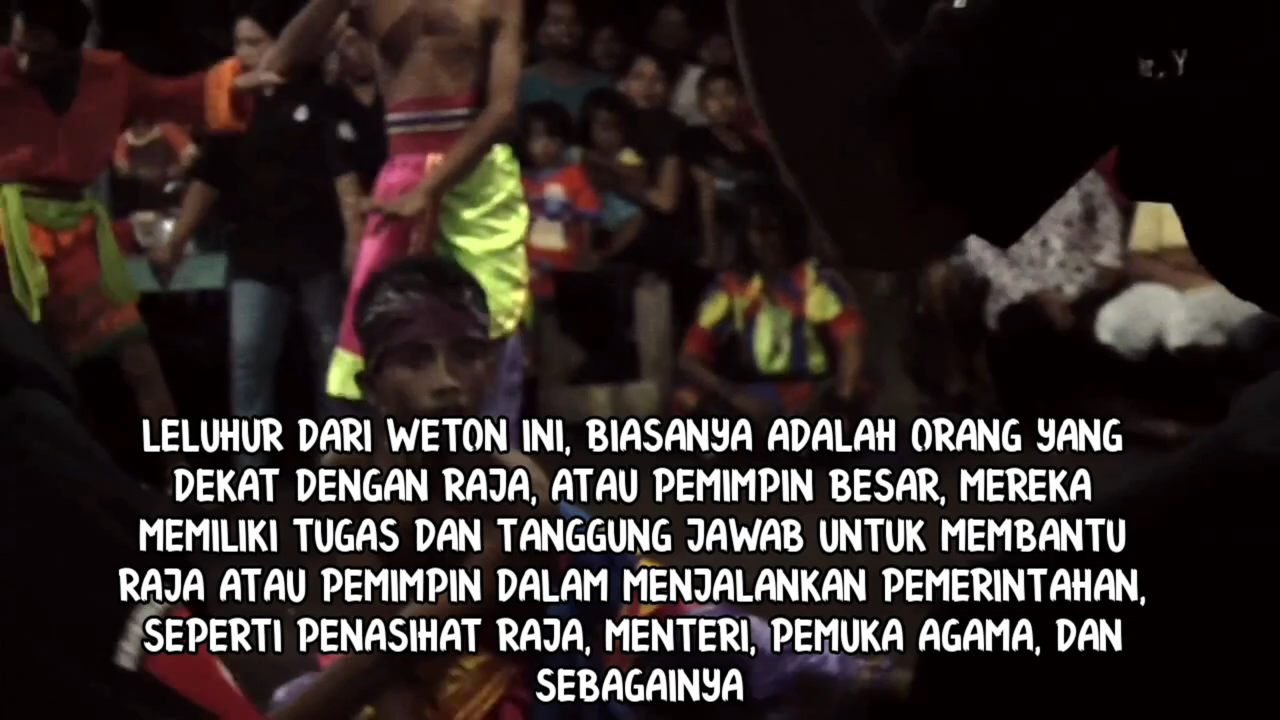 LELUHUR DARI WETON INI, BIASANYA ADALAH ORANG YANG
DEKAT DENGAN RAJA, ATAU PEMIMPIN BESAR, MEREKA
MEMILIKI TUGAS DAN TANGGUNG JAWAB UNTUK MEMBANTU
RAJA ATAU PEMIMPIN DALAM MENJALANKAN PEMERINTAHAN,
SEPERTI PENASIHAT RAJA, MENTERI, PEMUKA AGAMA, DAN
SEBAGAINYA